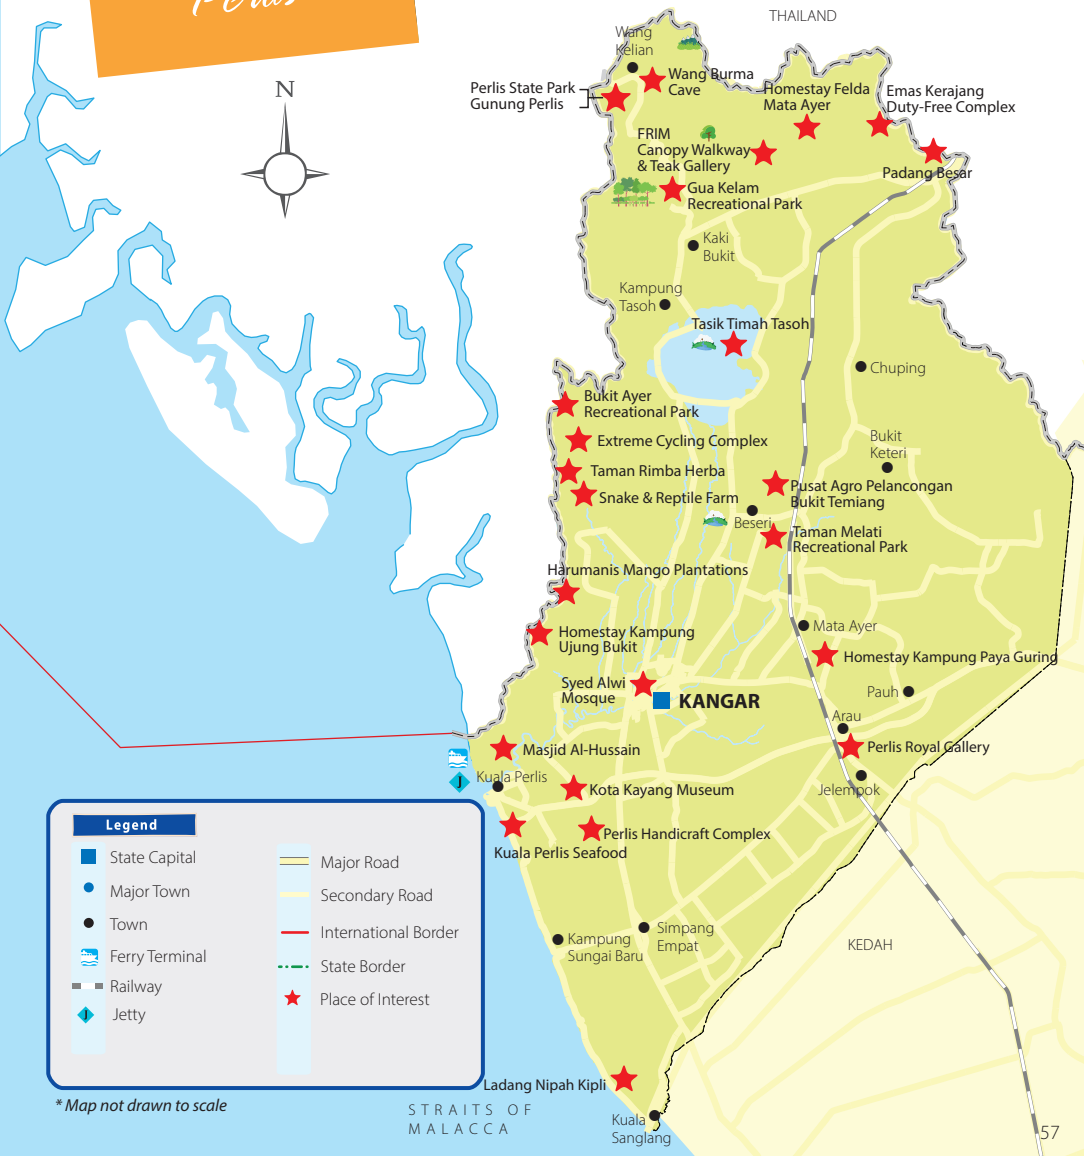 Perlis
THAILAND
N
Wang
Kelian
Wang Burma
Cave
Perlis State Park
Gunung Perlis
Homestay Felda
Mata Ayer
Emas Kerajang
Duty-Free Complex
FRIM
Canopy Walkway
& Teak Gallery
Padang Besar
Gua Kelam
Recreational Park
Kaki
Bukit
Kampung
Tasoh
Tasik Timah Tasoh
Chuping
Bukit Ayer
Recreational Park
Extreme Cycling Complex
Bukit
Keteri
Taman Rimba Herba
Snake & Reptile Farm
Pusat Agro Pelancongan
Bukit Temiang
Beseri
Taman Melati
Recreational Park
Harumanis Mango Plantations
Homestay Kampung
Ujung Bukit
Mata Ayer
Homestay Kampung Paya Guring
Syed Alwi
Mosque
KANGAR
Pauh
Arau
Perlis Royal Gallery
Masjid Al-Hussain
J
Kuala Perlis
Kota Kayang Museum
Jelempok
Perlis Handicraft Complex
Kuala Perlis Seafood
Legend
State Capital
Major Town
Town
Ferry Terminal
Railway
J
Jetty
Major Road
Secondary Road
International Border
State Border
Place of Interest
Simpang
Empat
Kampung
Sungai Baru
KEDAH
Ladang Nipah Kipli
* Map not drawn to scale
STRAITS OF
MALACCA
Kuala
Sanglang
57